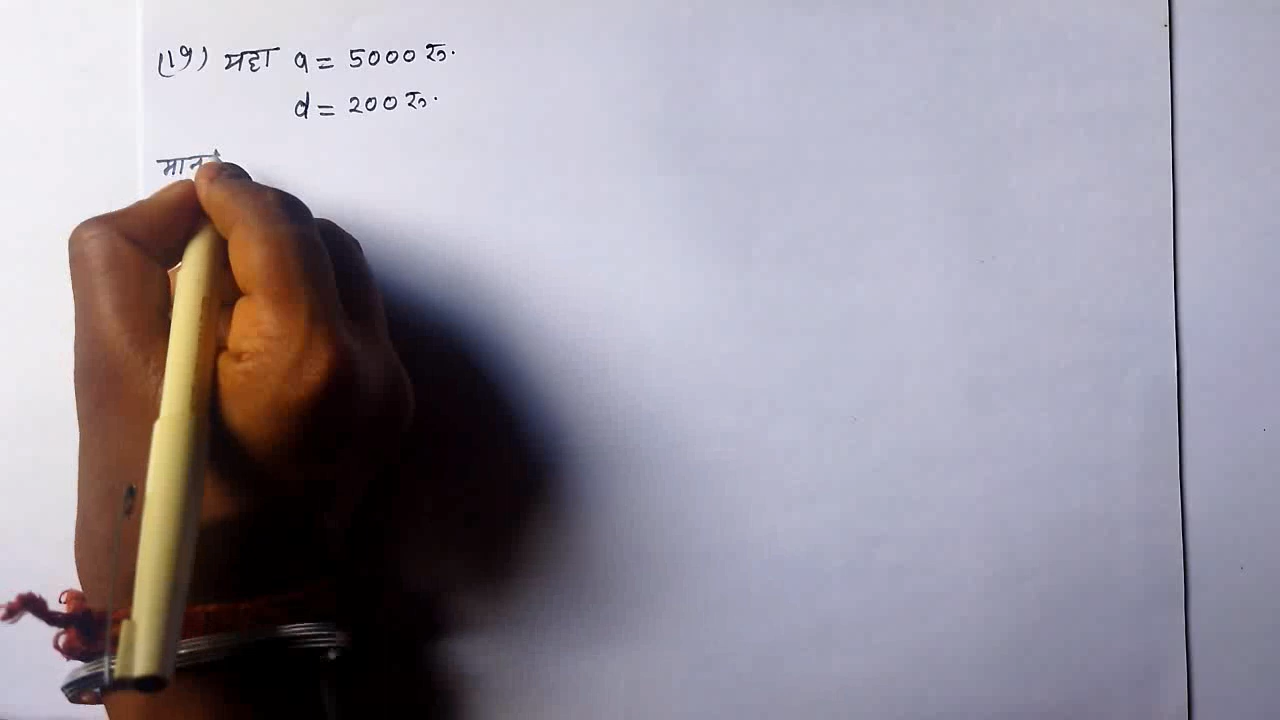 (19) यहा a = 5000 रु.
d = 200 रु.
मान